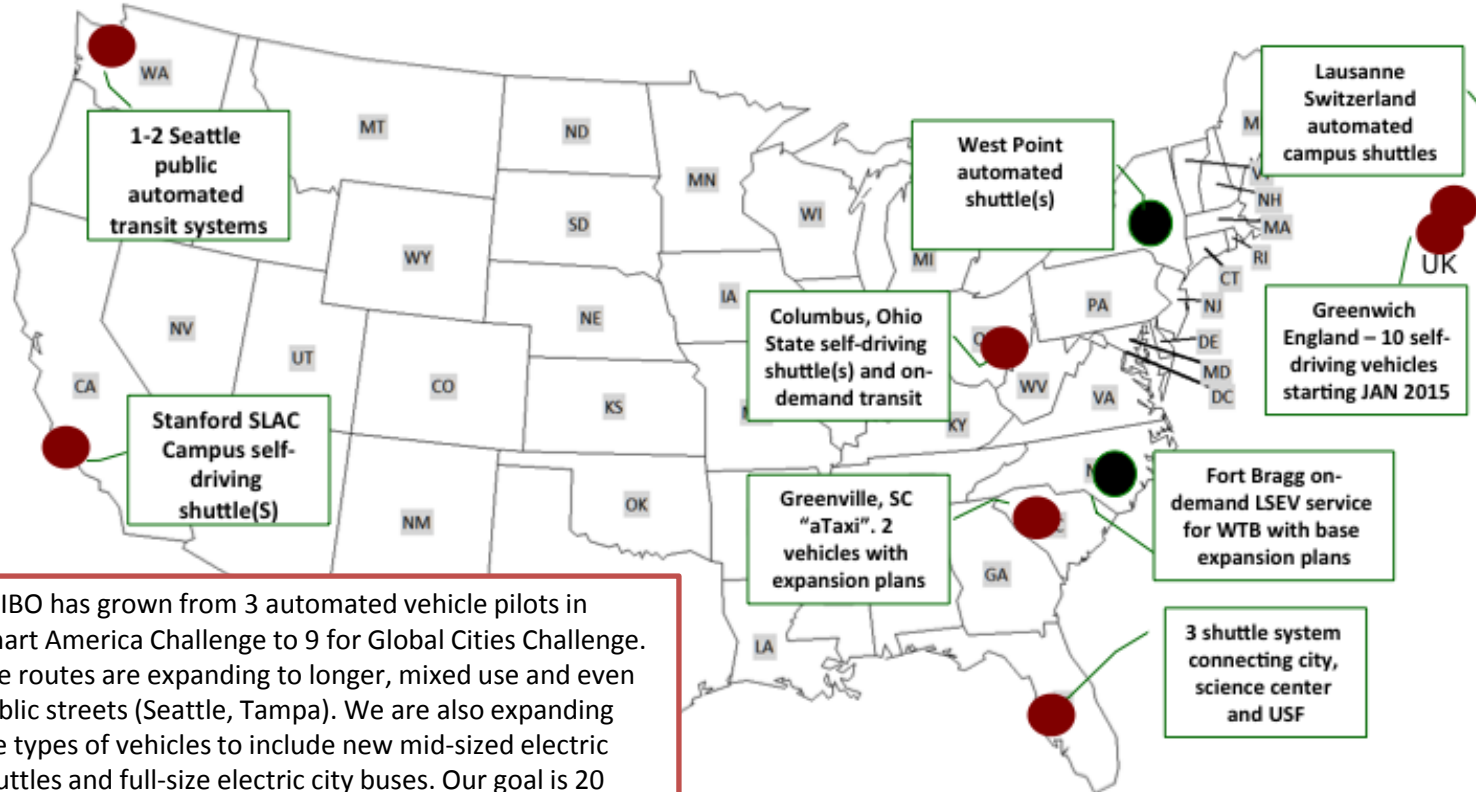 WA
MT
ND
MN
SD
WI
WY
MI
IA
NE
NV
UT
CA
CO
KS
OK
NM
PA
WV
VA
KY
GA
LA
NH
MA
RI
CT
NJ
DE
MD
DC
UK
1-2 Seattle
public
automated
transit systems
West Point
automated
shuttle(s)
Lausanne
Switzerland
automated
campus shuttles
Columbus, Ohio
State self-driving
shuttle(s) and on-
demand transit
Greenwich
England – 10 self-
driving vehicles
starting JAN 2015
Stanford SLAC
Campus self-
driving
shuttle(S)
Greenville, SC
“aTaxi”. 2
vehicles with
expansion plans
Fort Bragg on-
demand LSEV service
for WTB with base
expansion plans
3 shuttle system
connecting city,
science center
and USF
IBO has grown from 3 automated vehicle pilots in
art America Challenge to 9 for Global Cities Challenge.
e routes are expanding to longer, mixed use and even
blic streets (Seattle, Tampa). We are also expanding
e types of vehicles to include new mid-sized electric
uttles and full-size electric city buses. Our goal is 20